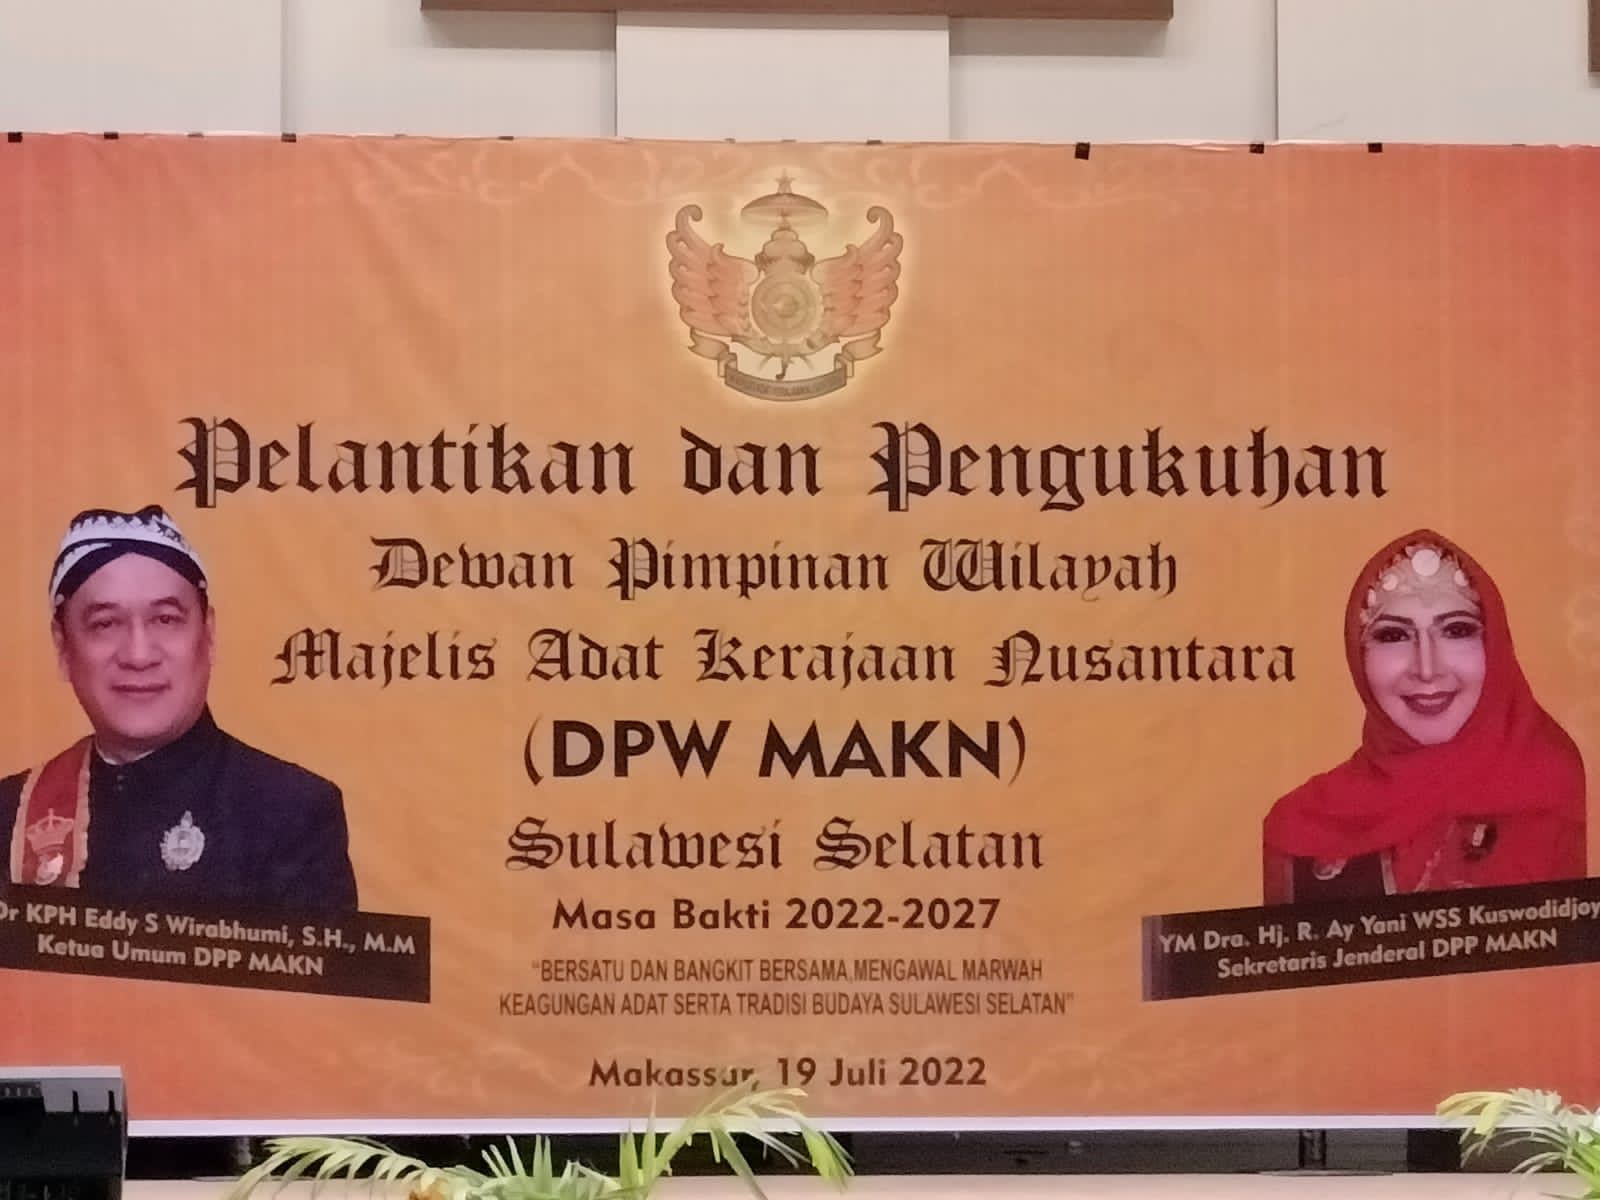 Pelantikan dan Pengukuhan
Dewan Pimpinan Wilayah
Majelis Adat Kerajaan Nusantara
(DPW MAKN)
Sulawesi Selatan
Masa Bakti 2022-2027
"BERSATU DAN BANGKIT BERSAMA,MENGAWAL MARWAH
KEAGUNGAN ADAT SERTA TRADISI BUDAYA SULAWESI SELATAN"
Makassar, 19 Juli 2022
Dr KPH Eddy S Wirabhumi, S.H., M.M
Ketua Umum DPP MAKN
YM Dra. Hj. R. Ay Yani WSS Kuswodidjoy
Sekretaris Jenderal DPP MAKN